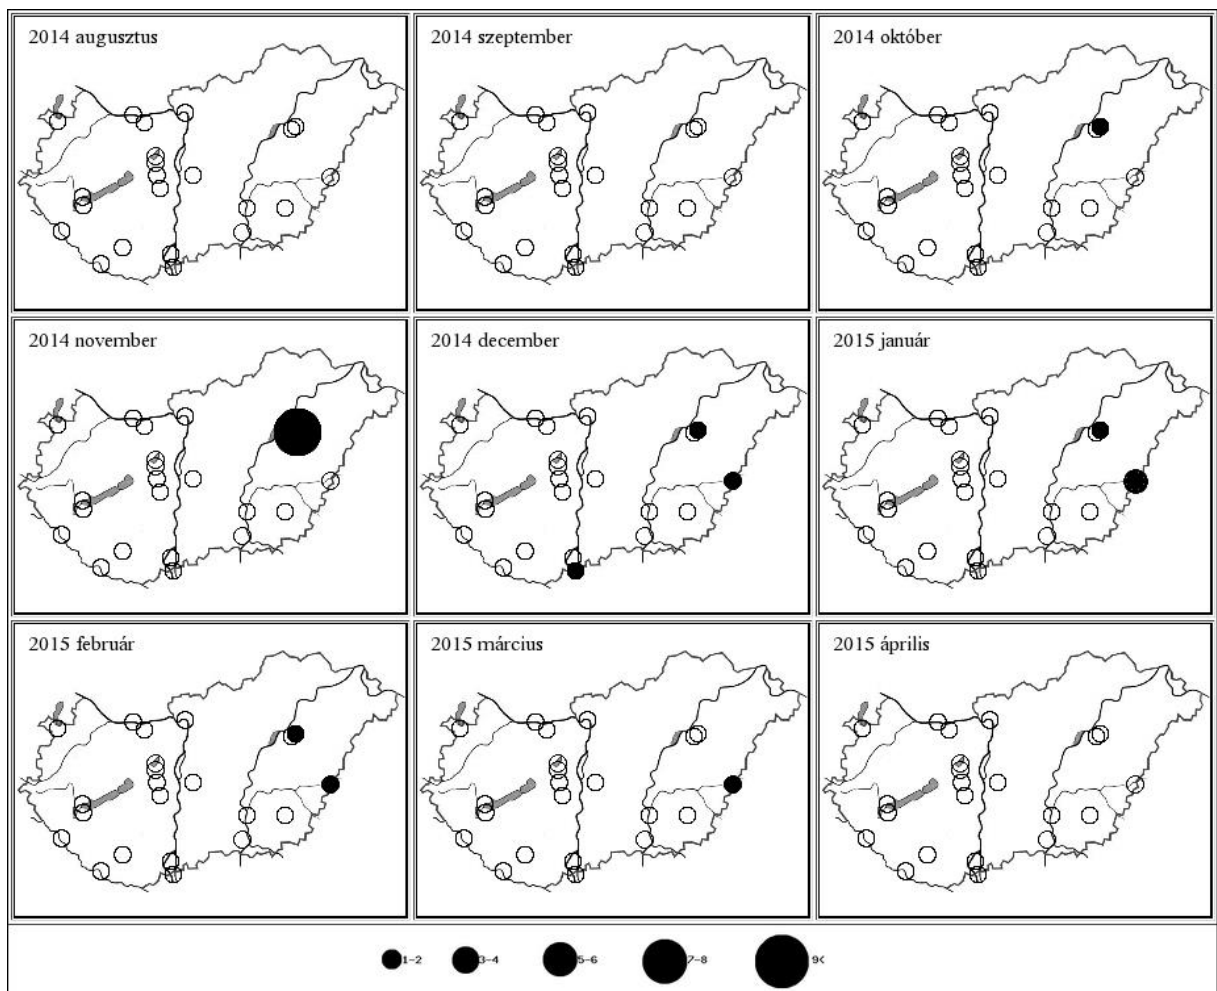 2014 augusztus
2014 szeptember
2014 október
2014 november
2014 december
2015 január
2015 február
2015 március
2015 április
1-2
3-4
5-6
7-8
9<